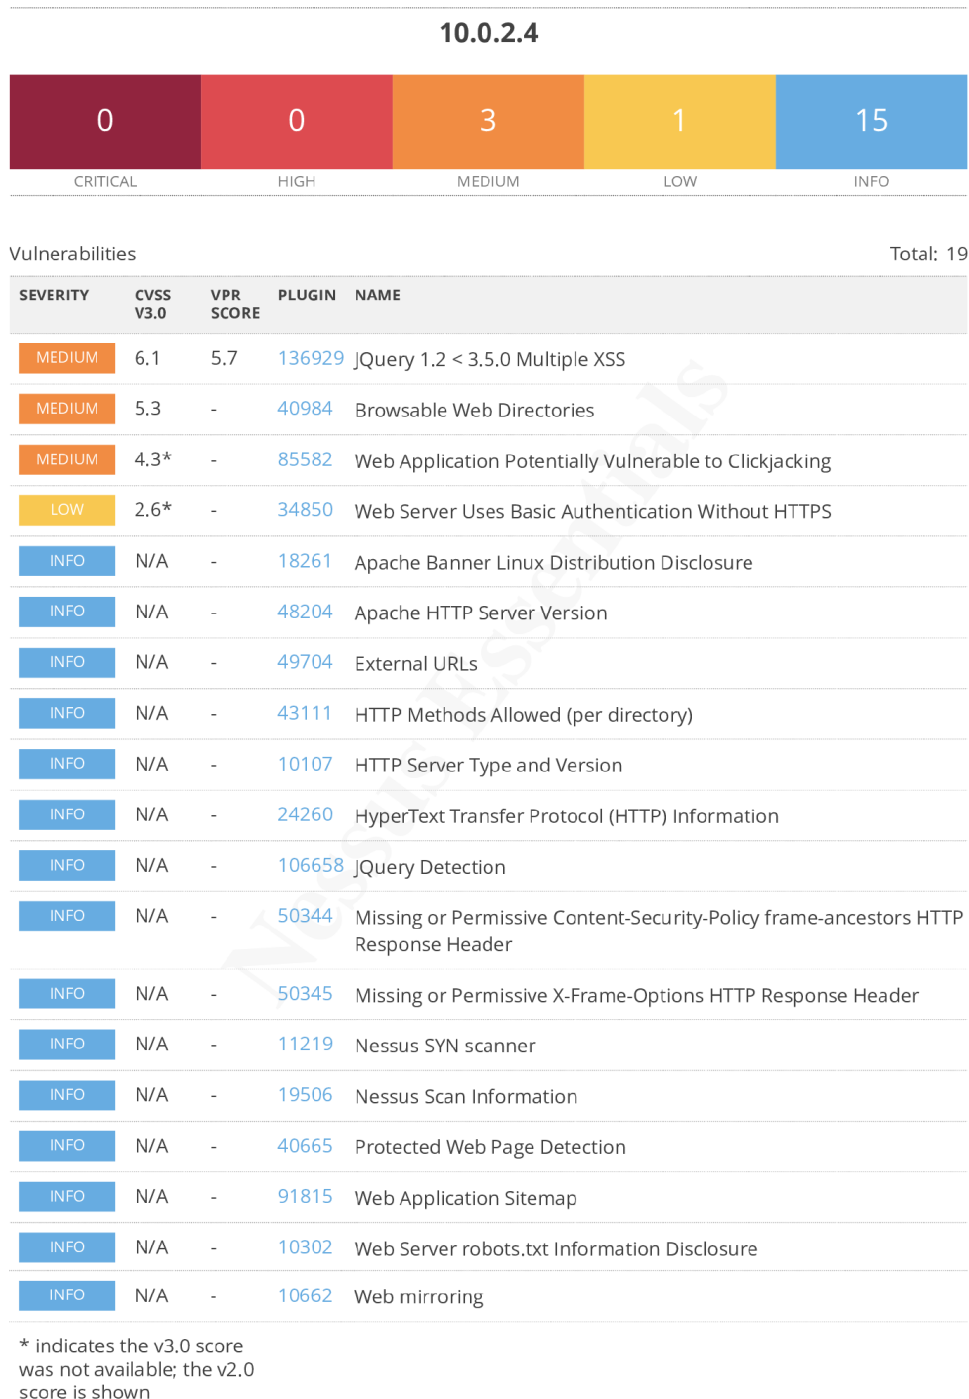 10.0.2.4
0 0 3 1 15
CRITICAL HIGH MEDIUM LOW INFO
Vulnerabilities Total: 19
SEVERITY CVSS V3.0 VPR SCORE PLUGIN NAME
MEDIUM 6.1 5.7 136929 JQuery 1.2 < 3.5.0 Multiple XSS
MEDIUM 5.3 - 40984 Browsable Web Directories
MEDIUM 4.3* - 85582 Web Application Potentially Vulnerable to Clickjacking
LOW 2.6* - 34850 Web Server Uses Basic Authentication Without HTTPS
INFO N/A - 18261 Apache Banner Linux Distribution Disclosure
INFO N/A - 48204 Apache HTTP Server Version
INFO N/A - 49704 External URLs
INFO N/A - 43111 HTTP Methods Allowed (per directory)
INFO N/A - 10107 HTTP Server Type and Version
INFO N/A - 24260 HyperText Transfer Protocol (HTTP) Information
INFO N/A - 106658 JQuery Detection
INFO N/A - 50344 Missing or Permissive Content-Security-Policy frame-ancestors HTTP
Response Header
INFO N/A - 50345 Missing or Permissive X-Frame-Options HTTP Response Header
INFO N/A - 11219 Nessus SYN scanner
INFO N/A - 19506 Nessus Scan Information
INFO N/A - 40665 Protected Web Page Detection
INFO N/A - 91815 Web Application Sitemap
INFO N/A - 10302 Web Server robots.txt Information Disclosure
INFO N/A - 10662 Web mirroring
* indicates the v3.0 score
was not available; the v2.0
score is shown
Nessus Essentials